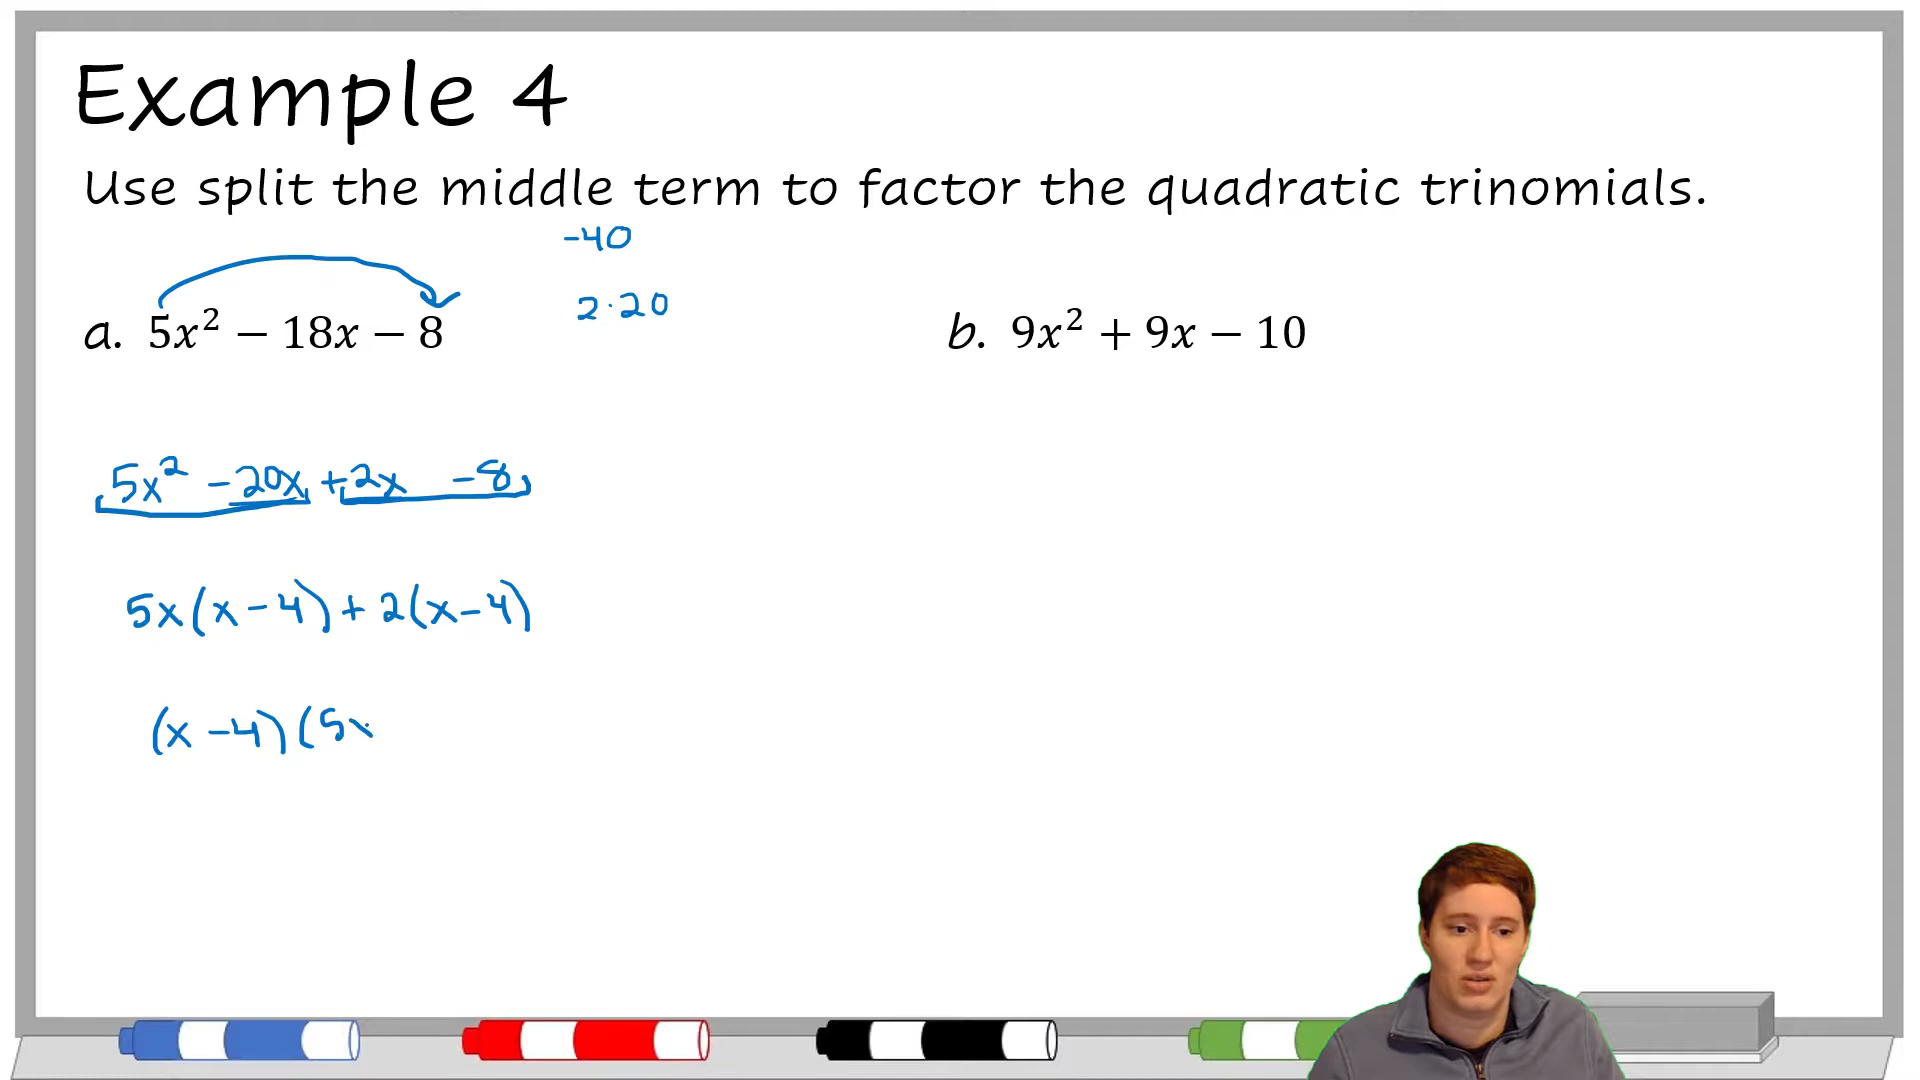 Example 4
Use split the middle term to factor the quadratic trinomials.
-40
2·20
a. 5x² − 18x − 8
b. 9x² + 9x − 10
5x² - 20x + 2x - 8
5x(x - 4) + 2(x - 4)
(x - 4)(5x